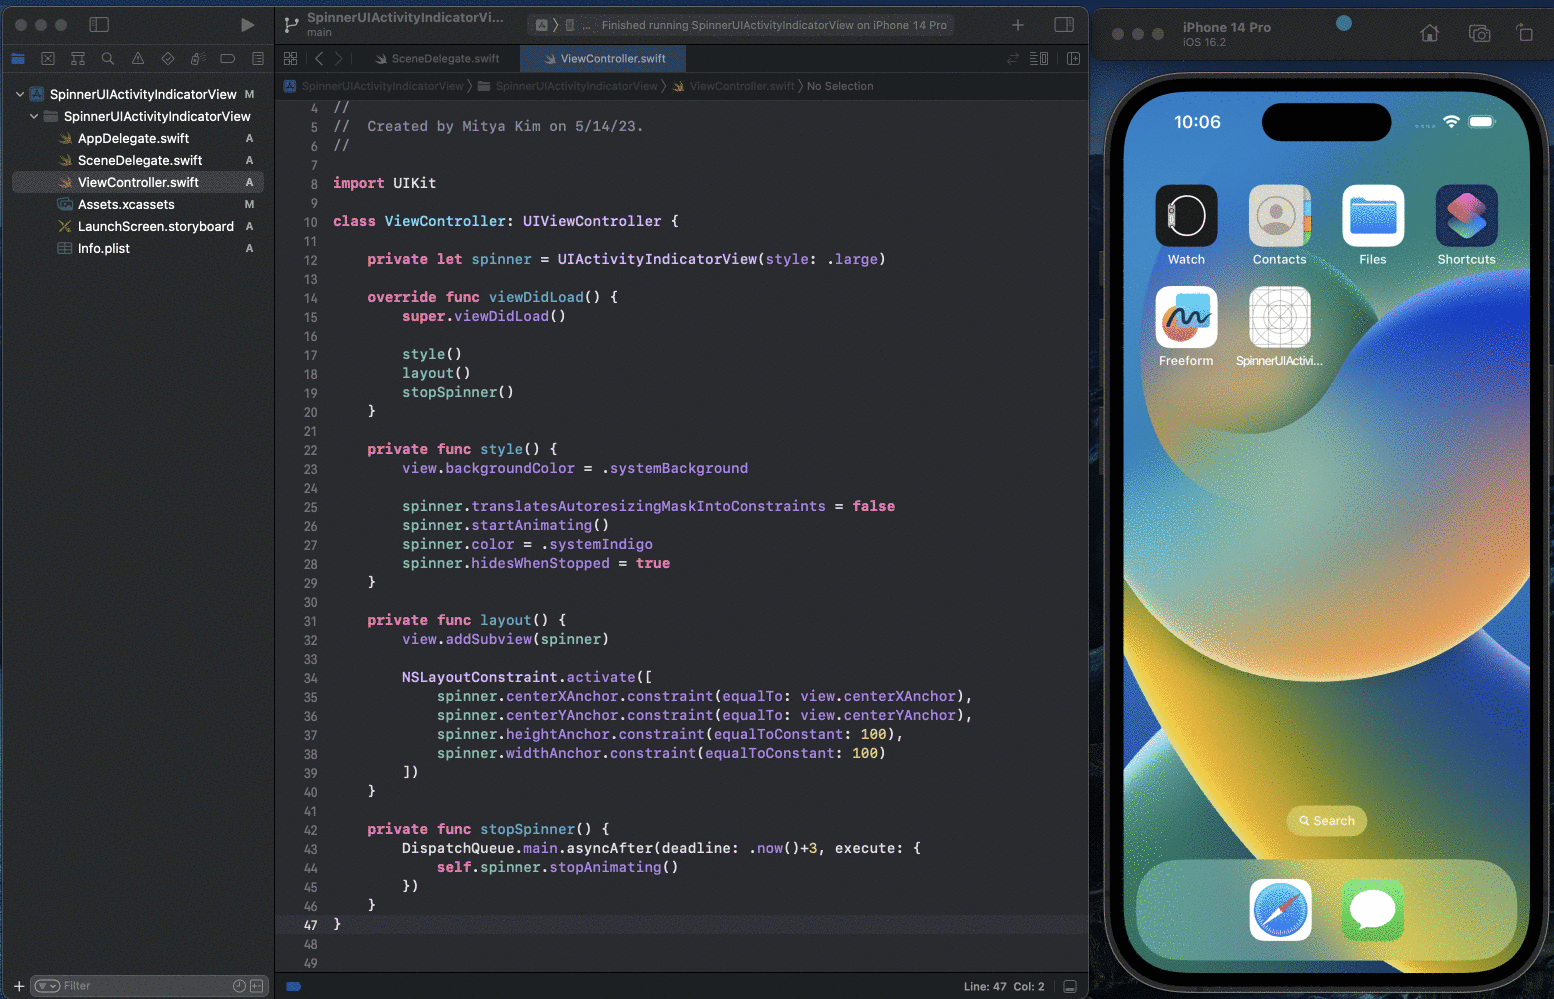 SpinnerUIActivityIndicatorVi...
main
... Finished running SpinnerUIActivityIndicatorView on iPhone 14 Pro
SceneDelegate.swift
ViewController.swift
SpinnerUIActivityIndicatorView
SpinnerUIActivityIndicatorView
ViewController.swift
No Selection
SpinnerUIActivityIndicatorView M
SpinnerUIActivityIndicatorView
AppDelegate.swift A
SceneDelegate.swift A
ViewController.swift A
Assets.xcassets M
LaunchScreen.storyboard A
Info.plist A
Filter
4 //
5 //  Created by Mitya Kim on 5/14/23.
6 //
7
8 import UIKit
9
10 class ViewController: UIViewController {
11
12     private let spinner = UIActivityIndicatorView(style: .large)
13
14     override func viewDidLoad() {
15         super.viewDidLoad()
16
17         style()
18         layout()
19         stopSpinner()
20     }
21
22     private func style() {
23         view.backgroundColor = .systemBackground
24
25         spinner.translatesAutoresizingMaskIntoConstraints = false
26         spinner.startAnimating()
27         spinner.color = .systemIndigo
28         spinner.hidesWhenStopped = true
29     }
30
31     private func layout() {
32         view.addSubview(spinner)
33
34         NSLayoutConstraint.activate([
35             spinner.centerXAnchor.constraint(equalTo: view.centerXAnchor),
36             spinner.centerYAnchor.constraint(equalTo: view.centerYAnchor),
37             spinner.heightAnchor.constraint(equalToConstant: 100),
38             spinner.widthAnchor.constraint(equalToConstant: 100)
39         ])
40     }
41
42     private func stopSpinner() {
43         DispatchQueue.main.asyncAfter(deadline: .now()+3, execute: {
44             self.spinner.stopAnimating()
45         })
46     }
47 }
48
49
Line: 47 Col: 2
iPhone 14 Pro
iOS 16.2
10:06
Watch
Contacts
Files
Shortcuts
Freeform
SpinnerUIActivi...
Search